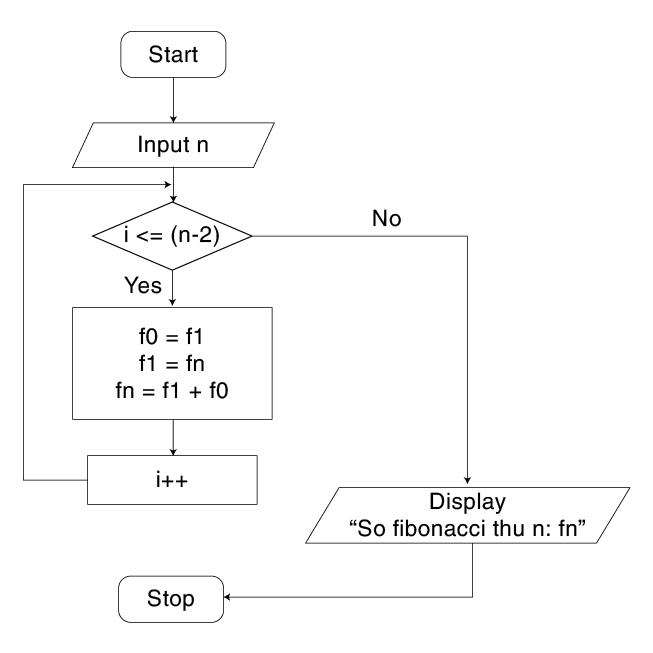 Start
Input n
i <= (n-2)
No
Yes
f0 = f1
f1 = fn
fn = f1 + f0
i++
Display
“So fibonacci thu n: fn”
Stop